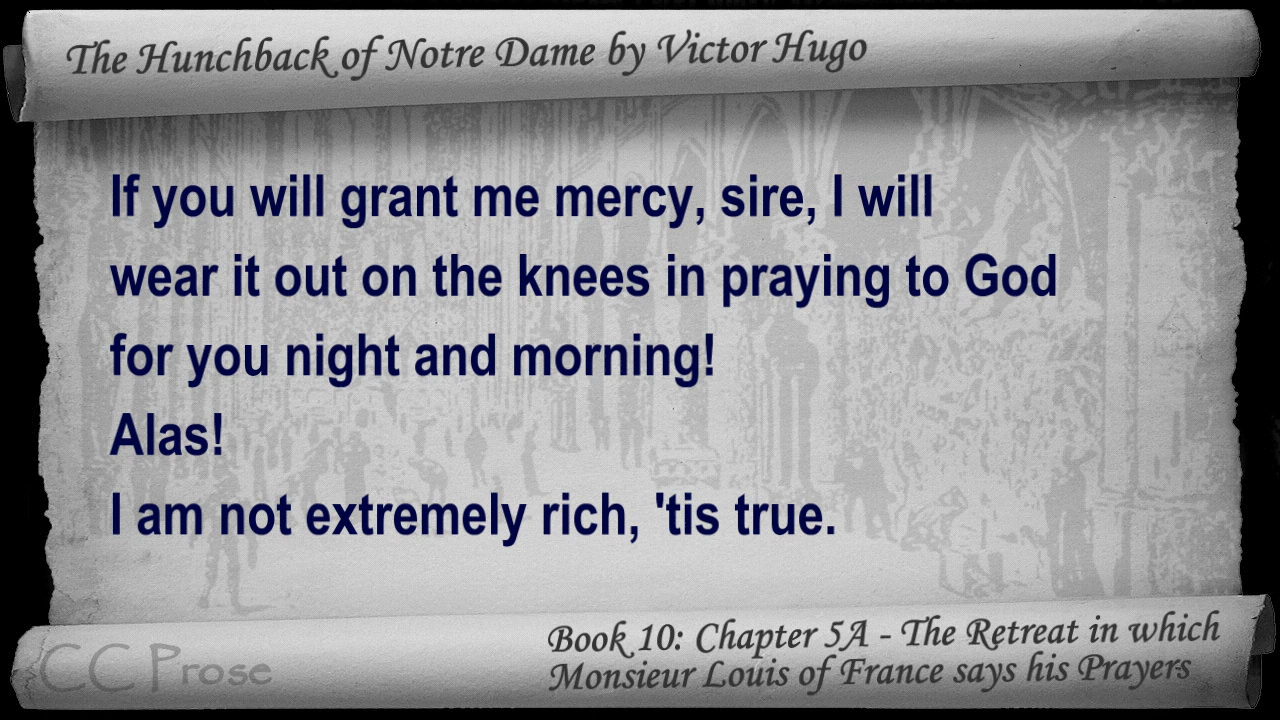 The Hunchback of Notre Dame by Victor Hugo
If you will grant me mercy, sire, I will
wear it out on the knees in praying to God
for you night and morning!
Alas!
I am not extremely rich, 'tis true.
CC Prose
Book 10: Chapter 5A - The Retreat in which
Monsieur Louis of France says his Prayers